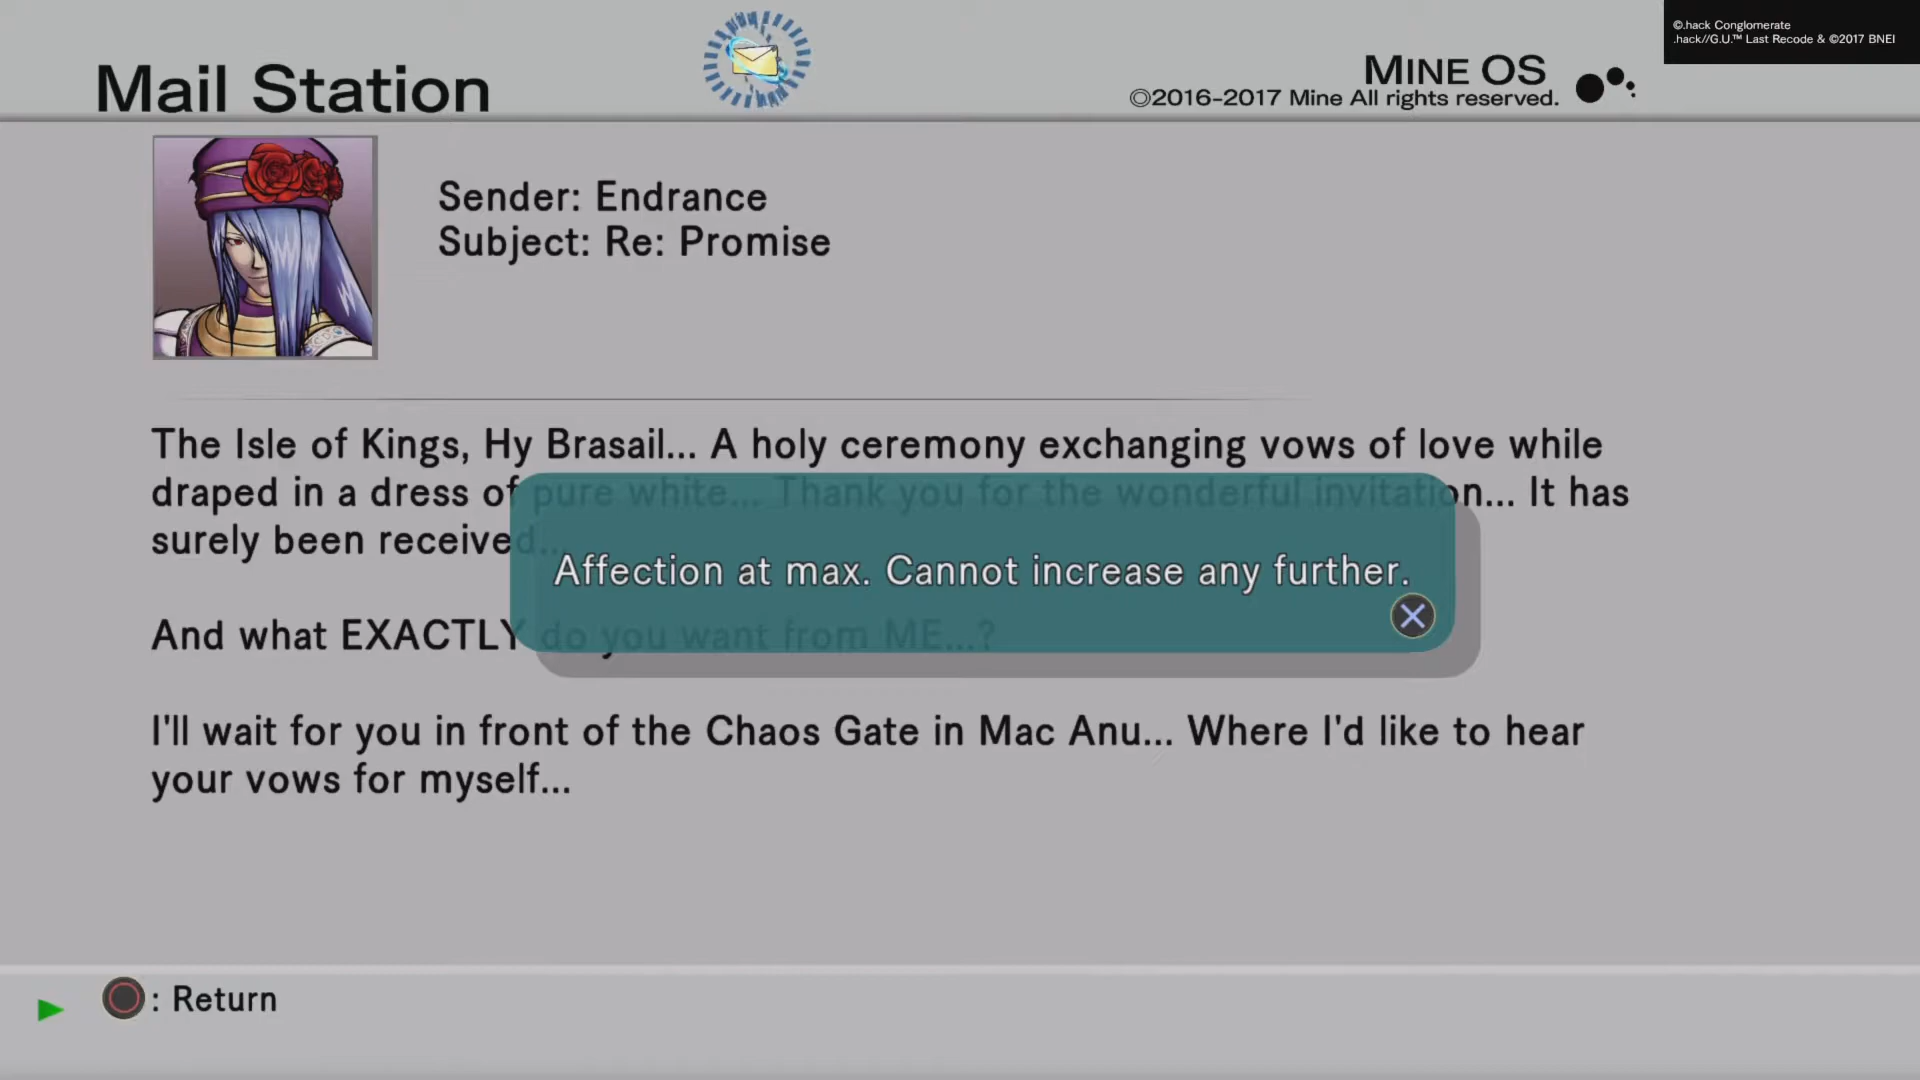 ©.hack Conglomerate
.hack//G.U.™ Last Recode & ©2017 BNEI
Mail Station
MINE OS
©2016-2017 Mine All rights reserved.
Sender: Endrance
Subject: Re: Promise
The Isle of Kings, Hy Brasail... A holy ceremony exchanging vows of love while
draped in a dress of pure white... Thank you for the wonderful invitation... It has
surely been received...
Affection at max. Cannot increase any further.
And what EXACTLY do you want from ME...?
I'll wait for you in front of the Chaos Gate in Mac Anu... Where I'd like to hear
your vows for myself...
: Return